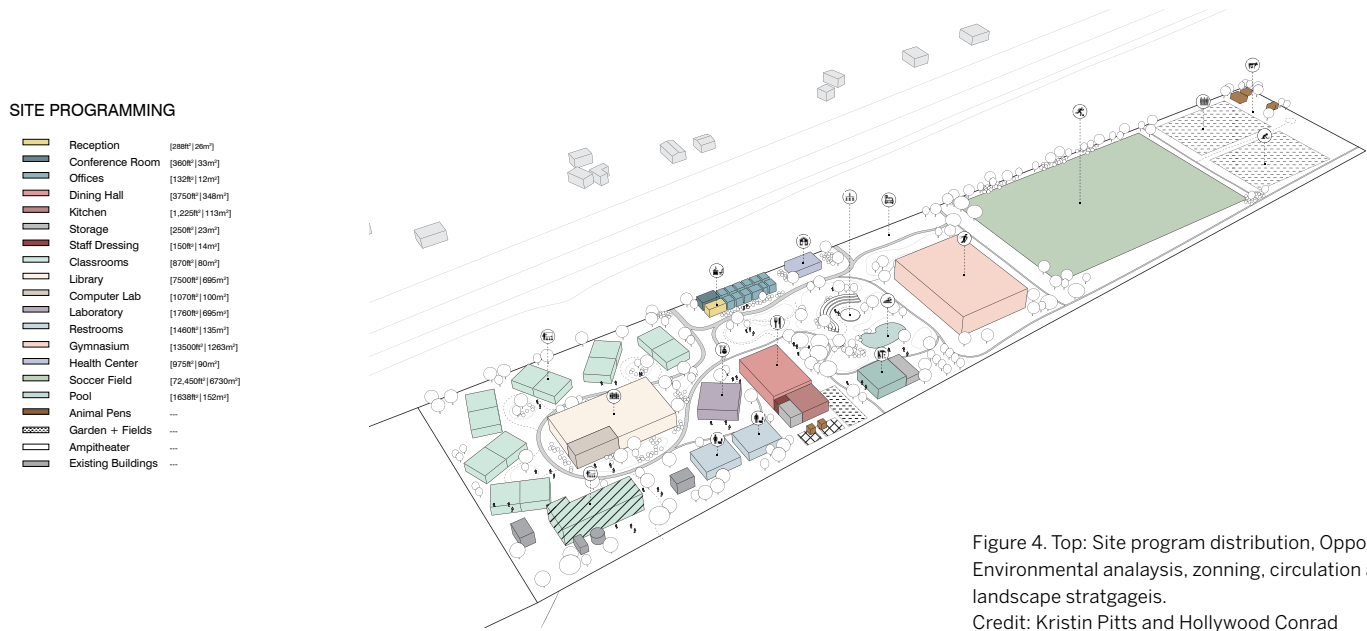 SITE PROGRAMMING
Reception [288ft²|26m²]
Conference Room [360ft²|33m²]
Offices [132ft²|12m²]
Dining Hall [3750ft²|348m²]
Kitchen [1,225ft²|113m²]
Storage [250ft²|23m²]
Staff Dressing [150ft²|14m²]
Classrooms [870ft²|80m²]
Library [7500ft²|695m²]
Computer Lab [1070ft²|100m²]
Laboratory [1760ft²|695m²]
Restrooms [1460ft²|135m²]
Gymnasium [13500ft²|1263m²]
Health Center [975ft²|90m²]
Soccer Field [72,450ft²|6730m²]
Pool [1638ft²|152m²]
Animal Pens ---
Garden + Fields ---
Ampitheater ---
Existing Buildings ---
Figure 4. Top: Site program distribution, Oppo
Environmental analaysis, zonning, circulation
landscape stratgageis.
Credit: Kristin Pitts and Hollywood Conrad